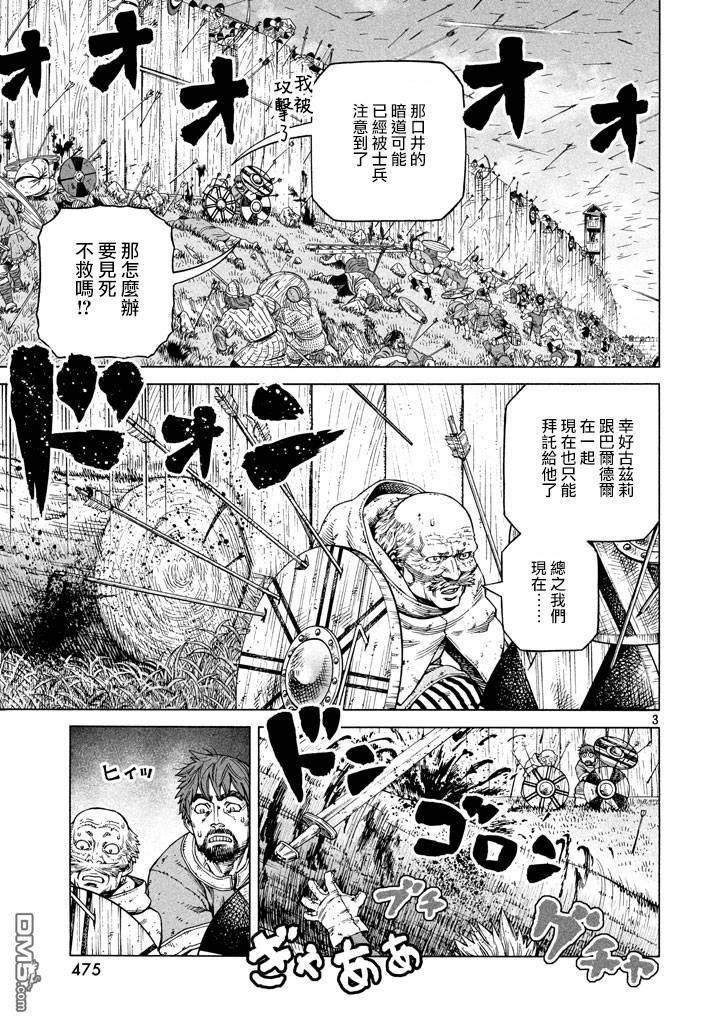 オオオオ
那口井的
暗道可能
已經被士兵
注意到了
我被
攻擊了
那怎麼辦
要見死
不救嗎!?
ドォン
幸好古茲莉
跟巴爾德爾
在一起
現在也只能
拜託給他了
總之我們
現在……
3
ドドン
ゴロン
ブチ
グチャ
ぎゃああ
ヒィッ
475
DM5.com